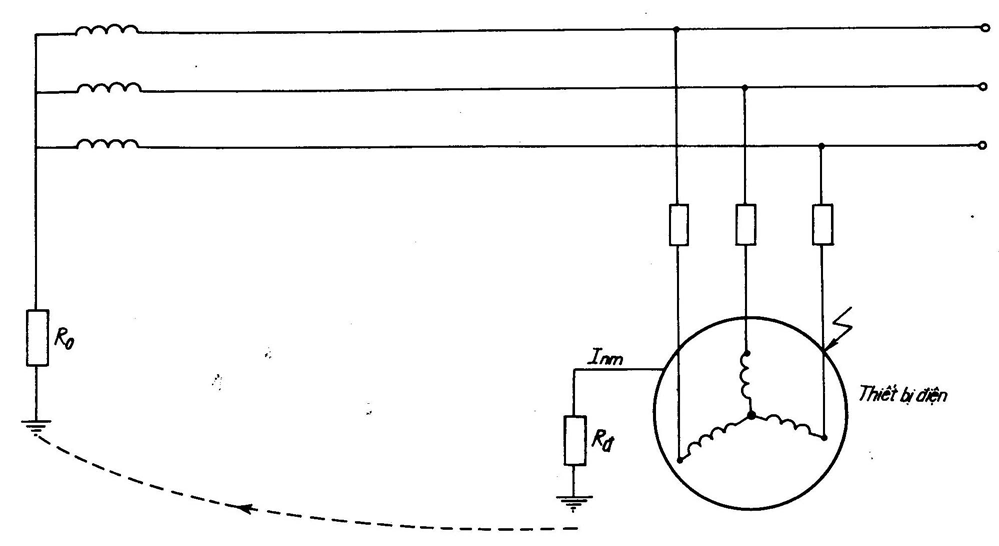 R₀
Inm
Rđ
Thiết bị điện